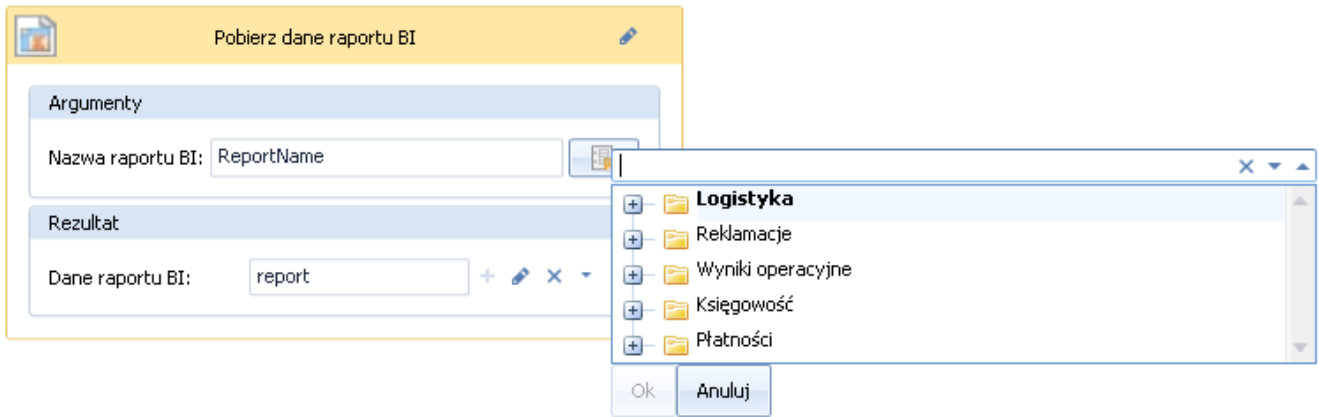 Pobierz dane raportu BI
Argumenty
Nazwa raportu BI: ReportName
Rezultat
Dane raportu BI: report
Logistyka
Reklamacje
Wyniki operacyjne
Księgowość
Płatności
Ok Anuluj